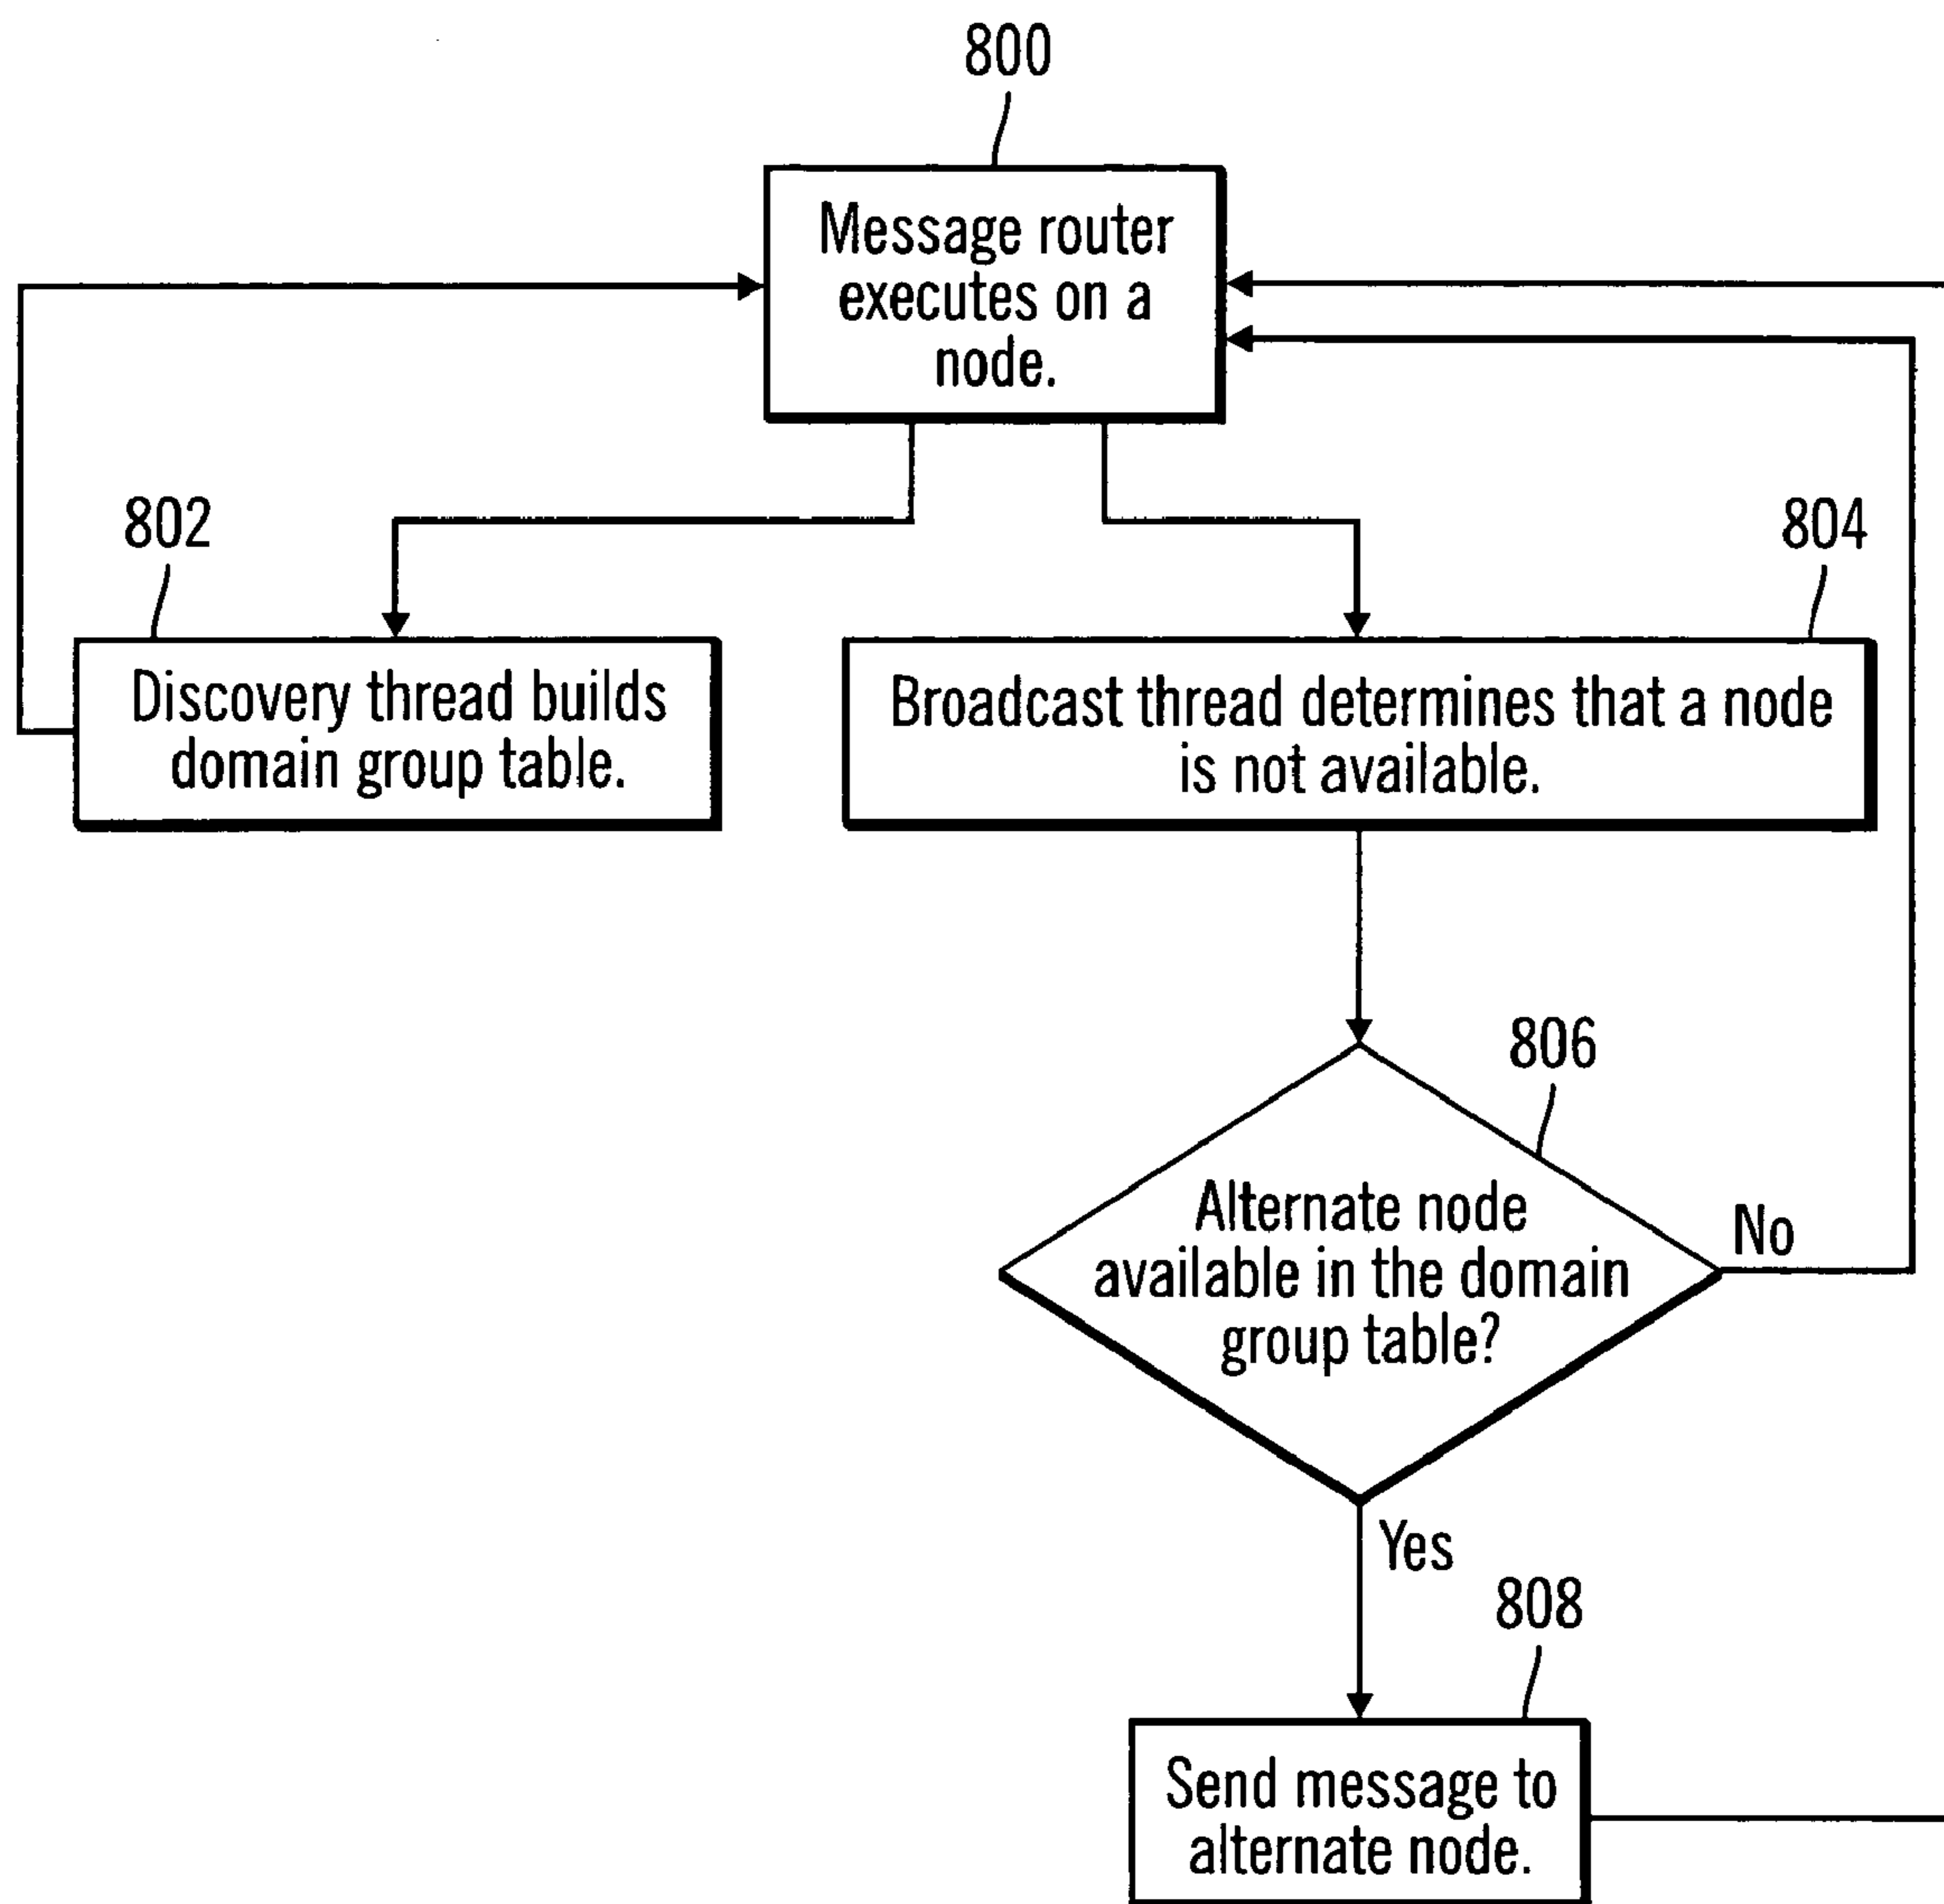 800
Message router
executes on a
node.
802
804
Discovery thread builds
domain group table.
Broadcast thread determines that a node
is not available.
806
Alternate node
available in the domain
group table?
No
Yes
808
Send message to
alternate node.